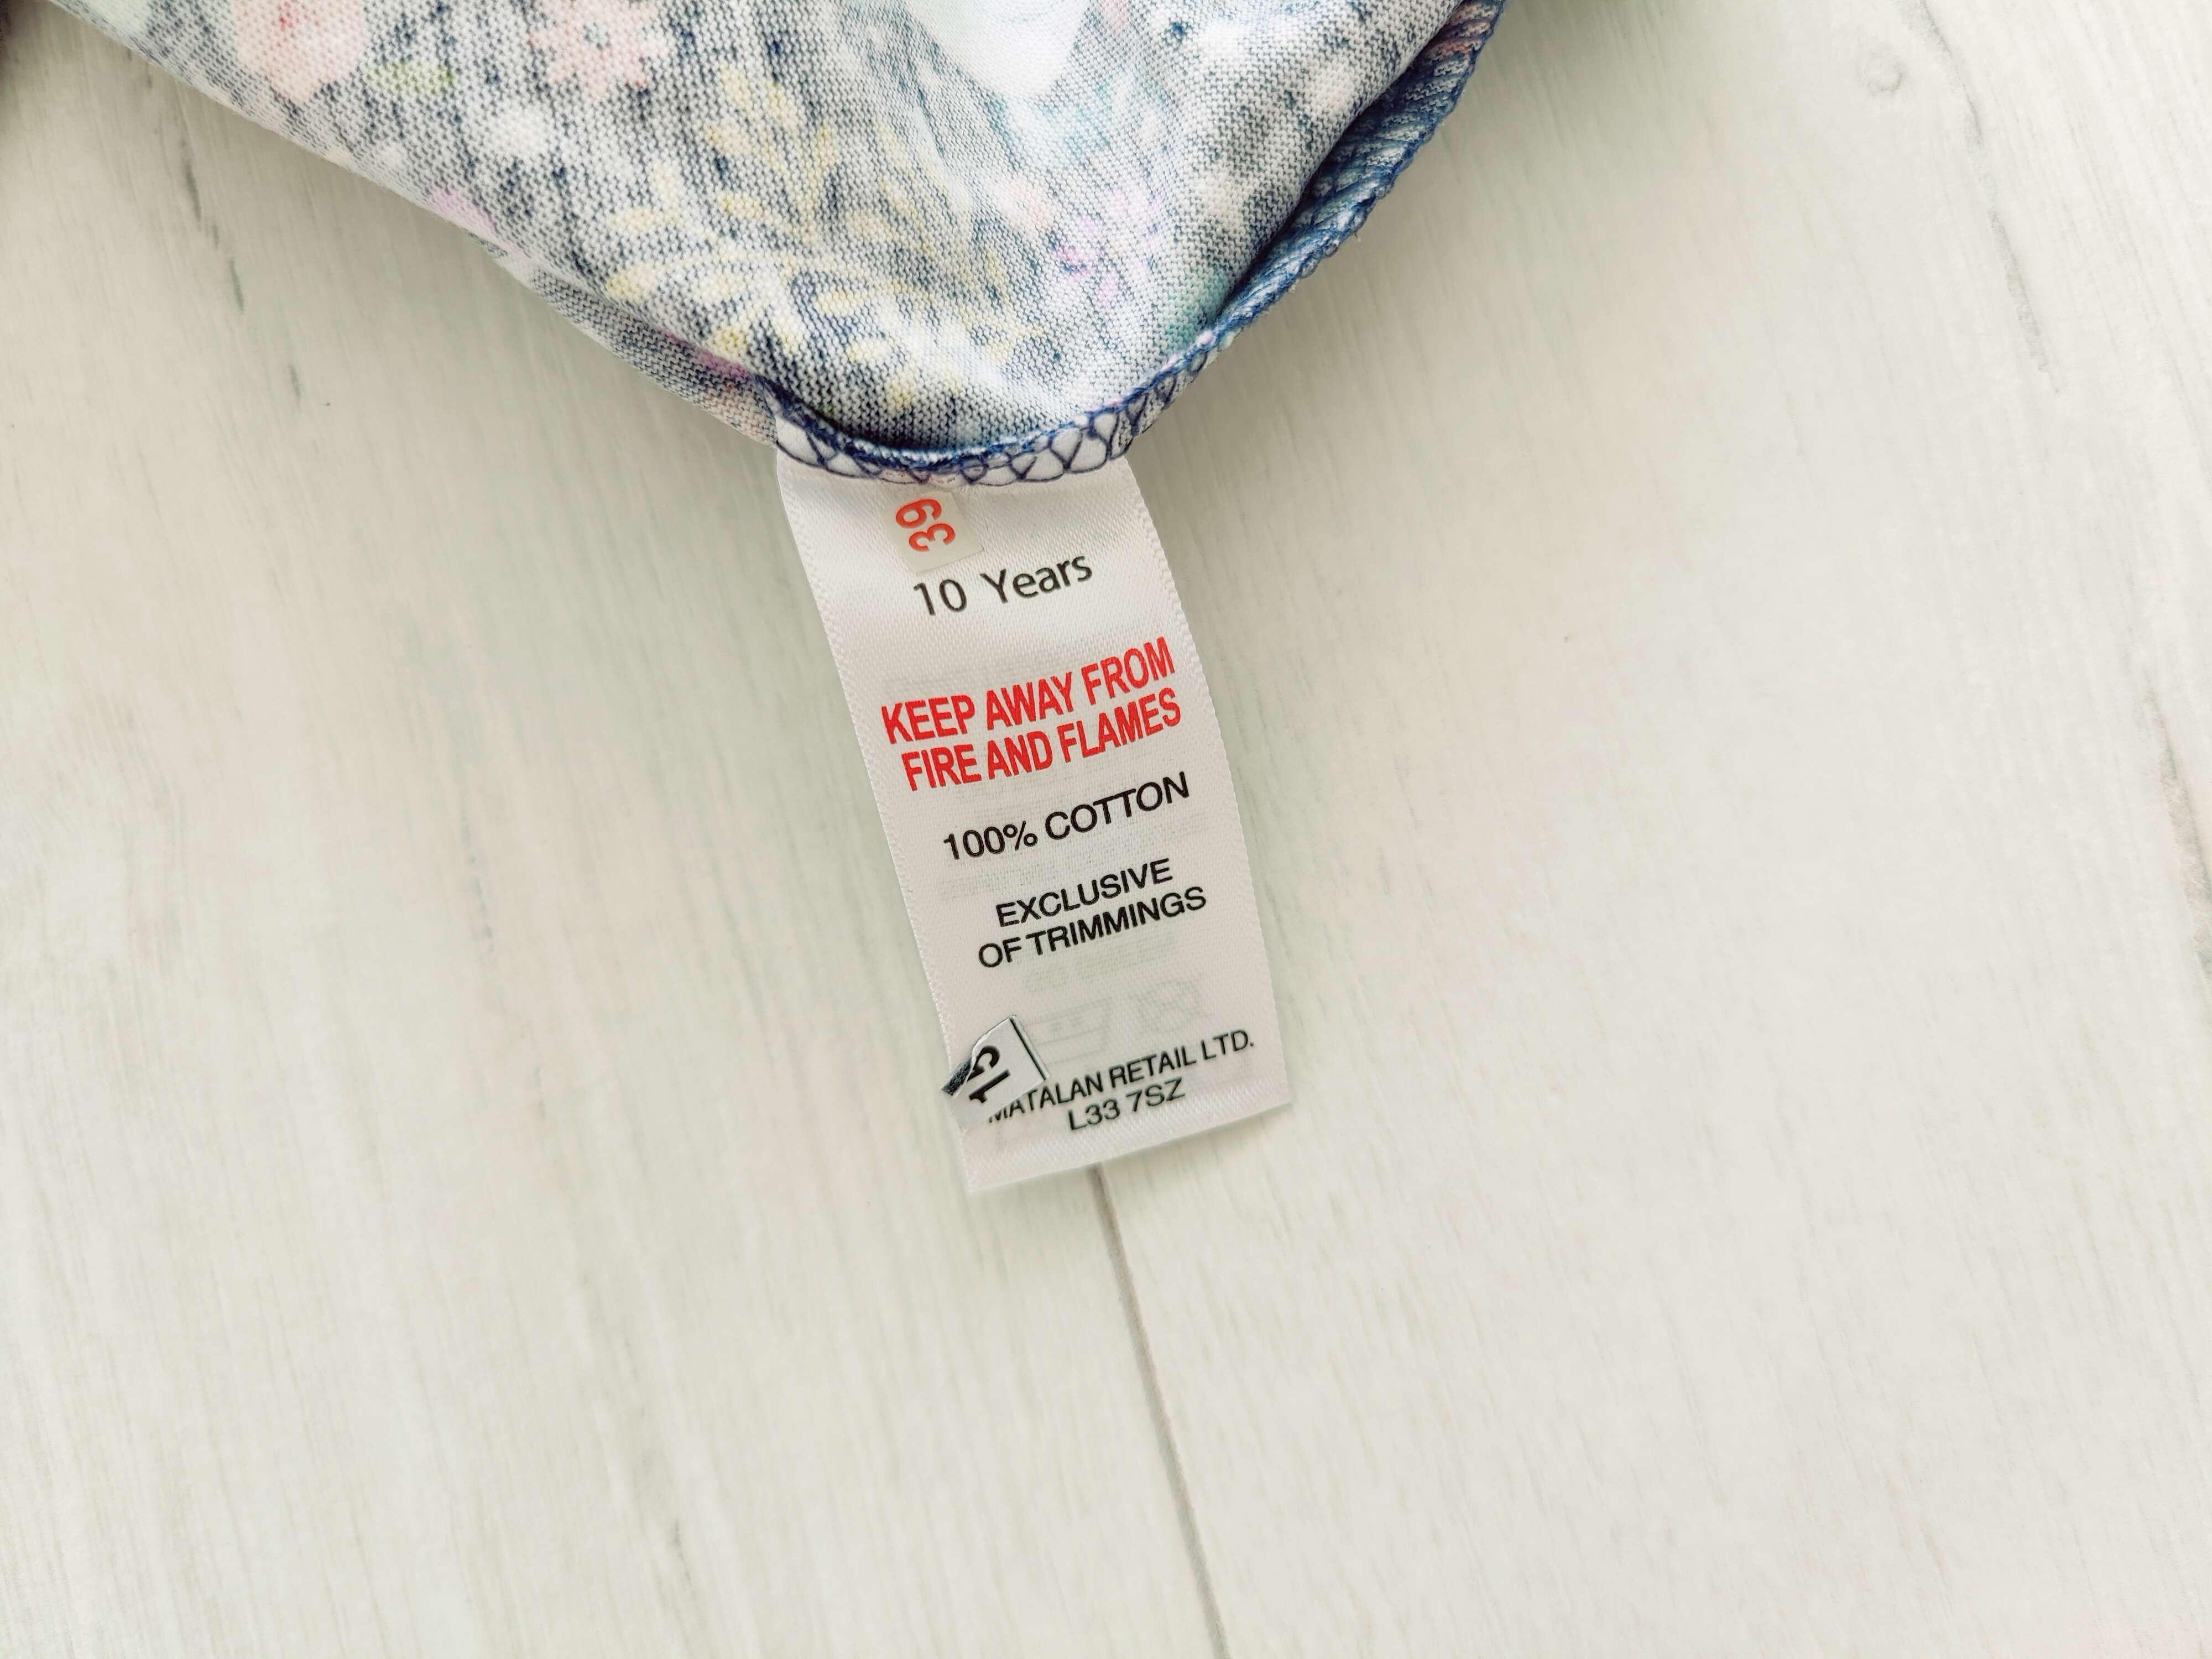 39
10 Years
KEEP AWAY FROM
FIRE AND FLAMES
100% COTTON
EXCLUSIVE
OF TRIMMINGS
15
MATALAN RETAIL LTD.
L33 7SZ